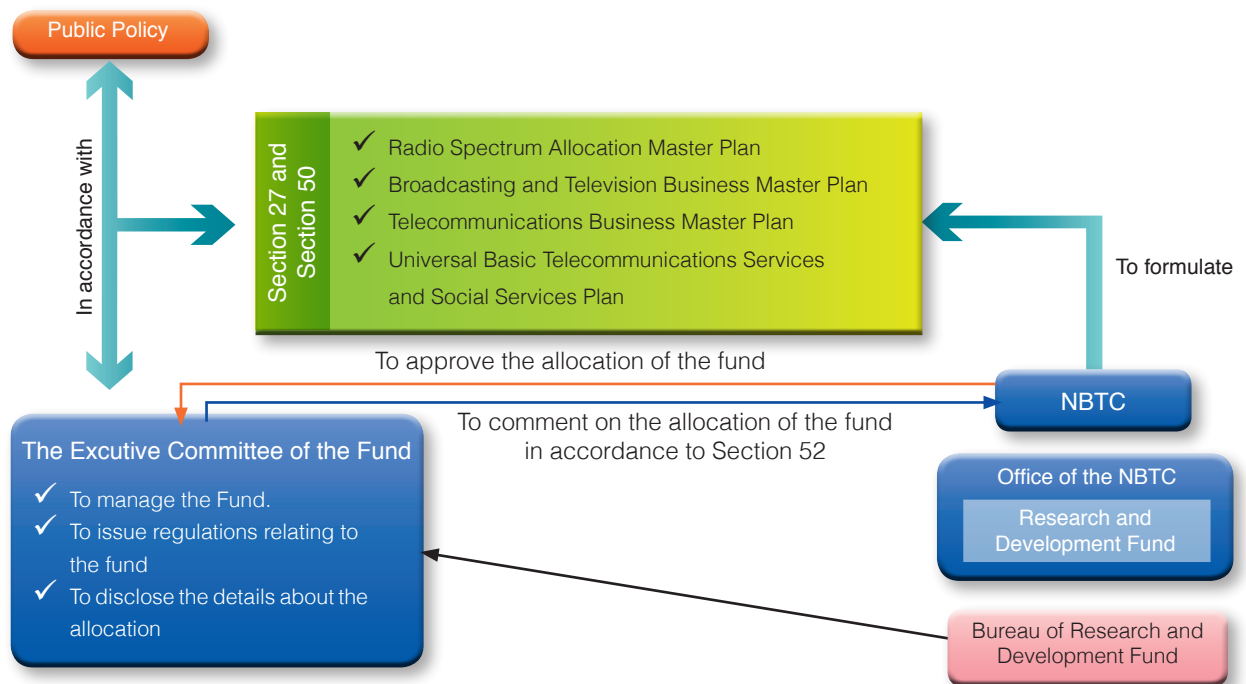 Public Policy
In accordance with
Section 27 and
Section 50
✓ Radio Spectrum Allocation Master Plan
✓ Broadcasting and Television Business Master Plan
✓ Telecommunications Business Master Plan
✓ Universal Basic Telecommunications Services
and Social Services Plan
To formulate
To approve the allocation of the fund
NBTC
To comment on the allocation of the fund
in accordance to Section 52
The Excutive Committee of the Fund
✓ To manage the Fund.
✓ To issue regulations relating to
the fund
✓ To disclose the details about the
allocation
Office of the NBTC
Research and
Development Fund
Bureau of Research and
Development Fund